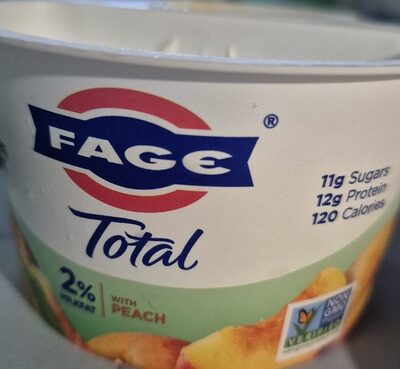 FAGE ®
11g Sugars
12g Protein
120 Calories
Total
2%
MILKFAT
WITH
PEACH
NON
GMO
VERIFIED